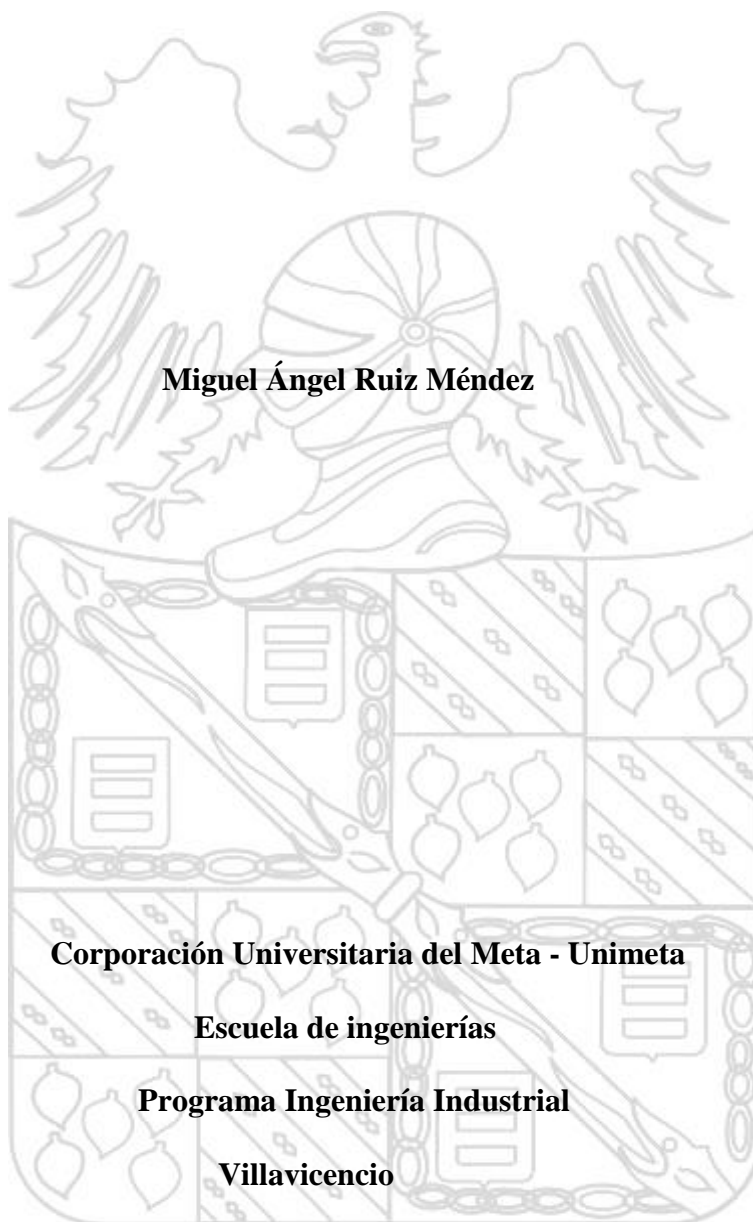 Miguel Ángel Ruiz Méndez
Corporación Universitaria del Meta - Unimeta
Escuela de ingenierías
Programa Ingeniería Industrial
Villavicencio